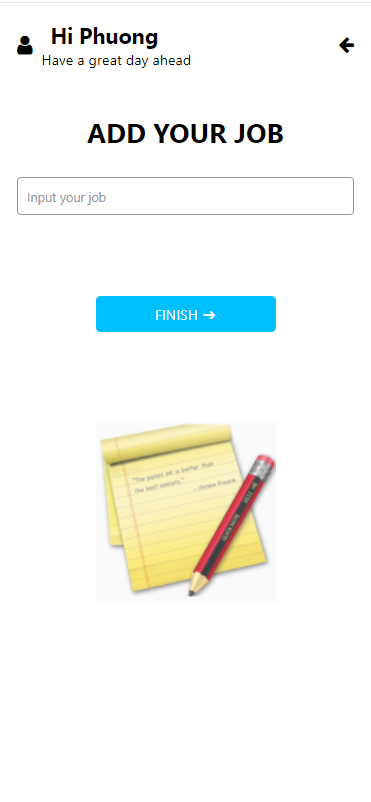 Hi Phuong
Have a great day ahead
ADD YOUR JOB
Input your job
FINISH ➔
"The palest ink is better than
the best memory."
- Chinese Proverb